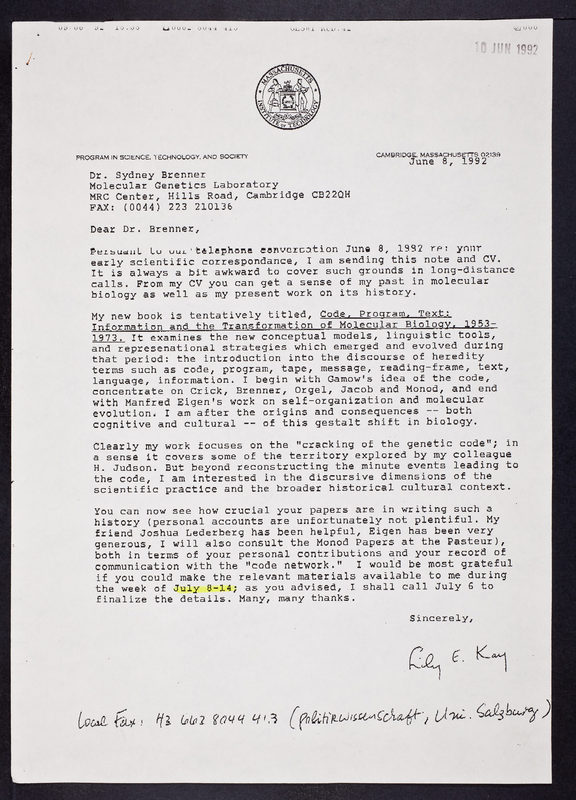 10 JUN 1992
MASSACHUSETTS
INSTITUTE OF TECHNOLOGY
PROGRAM IN SCIENCE, TECHNOLOGY, AND SOCIETY
CAMBRIDGE, MASSACHUSETTS 02139
June 8, 1992
Dr. Sydney Brenner
Molecular Genetics Laboratory
MRC Center, Hills Road, Cambridge CB22QH
FAX: (0044) 223 210136
Dear Dr. Brenner,
Persuant to our telephone conversation June 8, 1992 re: your
early scientific correspondence, I am sending this note and CV.
It is always a bit awkward to cover such grounds in long-distance
calls. From my CV you can get a sense of my past in molecular
biology as well as my present work on its history.
My new book is tentatively titled, Code, Program, Text:
Information and the Transformation of Molecular Biology, 1953-
1973. It examines the new conceptual models, linguistic tools,
and represenational strategies which emerged and evolved during
that period: the introduction into the discourse of heredity
terms such as code, program, tape, message, reading-frame, text,
language, information. I begin with Gamow's idea of the code,
concentrate on Crick, Brenner, Orgel, Jacob and Monod, and end
with Manfred Eigen's work on self-organization and molecular
evolution. I am after the origins and consequences -- both
cognitive and cultural -- of this gestalt shift in biology.
Clearly my work focuses on the "cracking of the genetic code"; in
a sense it covers some of the territory explored by my colleague
H. Judson. But beyond reconstructing the minute events leading to
the code, I am interested in the discursive dimensions of the
scientific practice and the broader historical cultural context.
You can now see how crucial your papers are in writing such a
history (personal accounts are unfortunately not plentiful. My
friend Joshua Lederberg has been helpful, Eigen has been very
generous, I will also consult the Monod Papers at the Pasteur),
both in terms of your personal contributions and your record of
communication with the "code network." I would be most grateful
if you could make the relevant materials available to me during
the week of July 8-14; as you advised, I shall call July 6 to
finalize the details. Many, many thanks.
Sincerely,
Lily E. Kay
Local Fax: 43 662 8044 413 (politikwissenschaft, Uni. Salzburg)